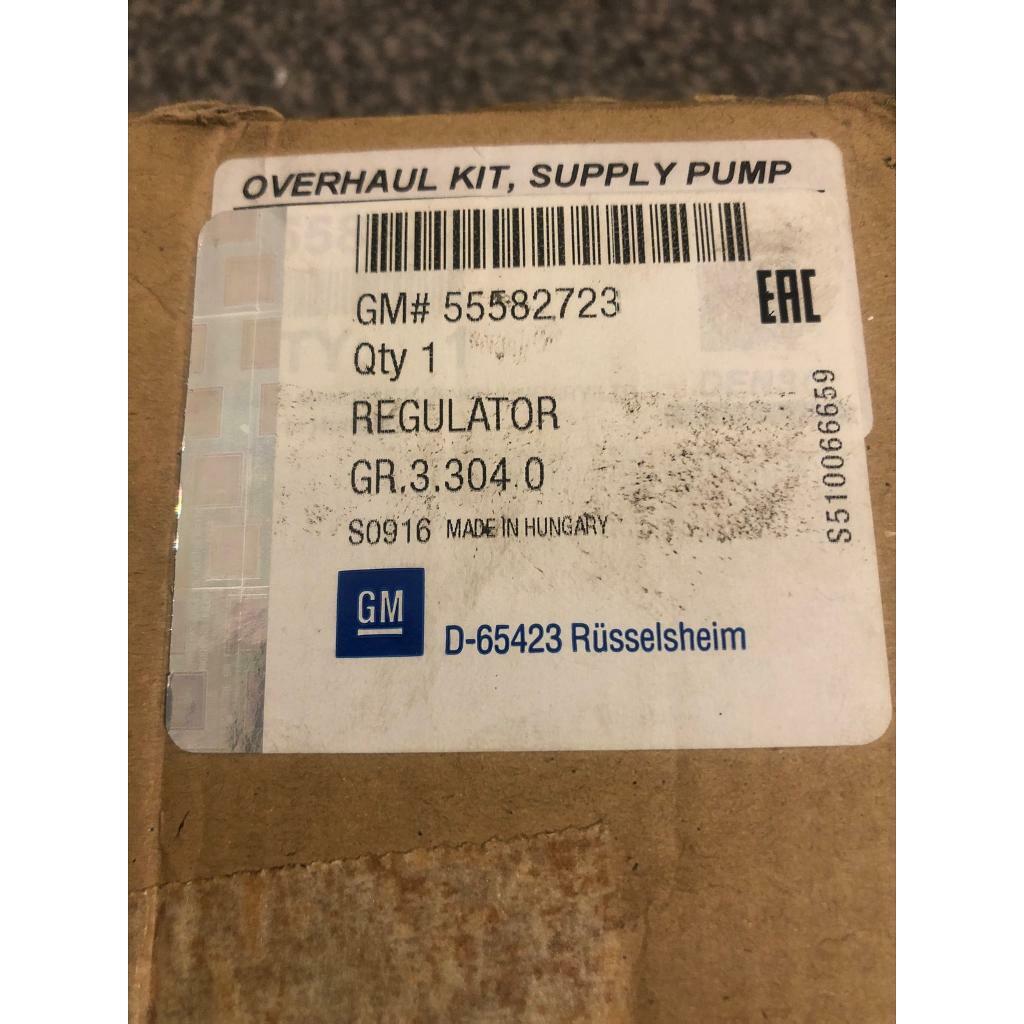 OVERHAUL KIT, SUPPLY PUMP
GM# 55582723
EAC
Qty 1
REGULATOR
GR.3.304.0
S0916 MADE IN HUNGARY
S510066659
GM
D-65423 Rüsselsheim